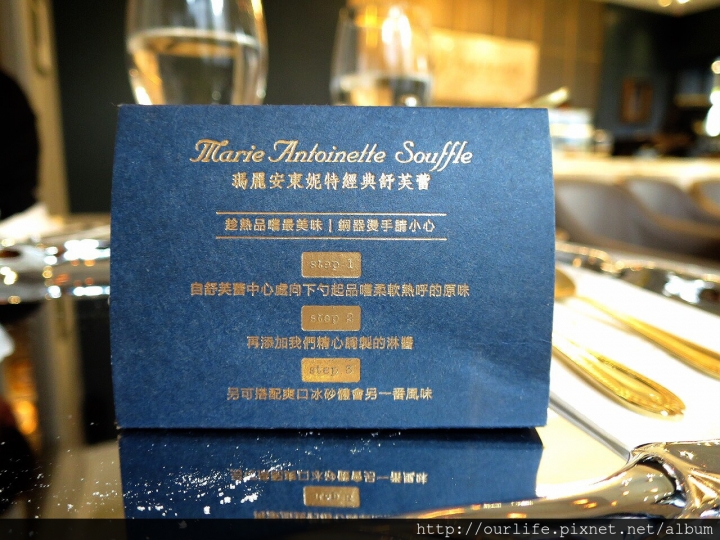 Marie Antoinette Souffle
瑪麗安東妮特經典舒芙蕾
趁熱品嚐最美味 | 銅器燙手請小心
step 1
自舒芙蕾中心處向下勺起品嚐柔軟熱呼的原味
step 2
再添加我們精心調製的淋醬
step 3
另可搭配爽口冰砂體會另一番風味
http://ourlife.pixnet.net/album